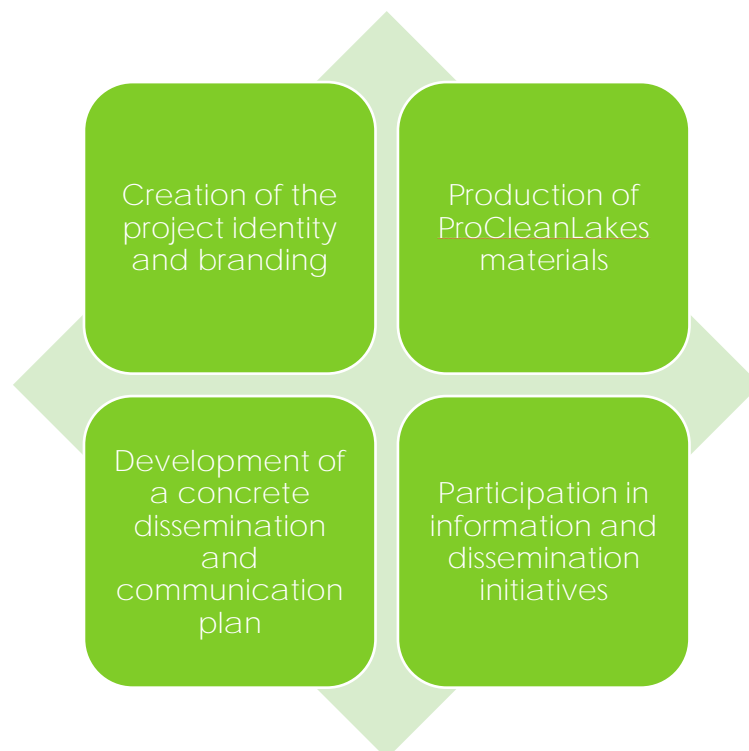 Creation of the
project identity
and branding
Production of
ProCleanLakes
materials
Development of
a concrete
dissemination
and
communication
plan
Participation in
information and
dissemination
initiatives